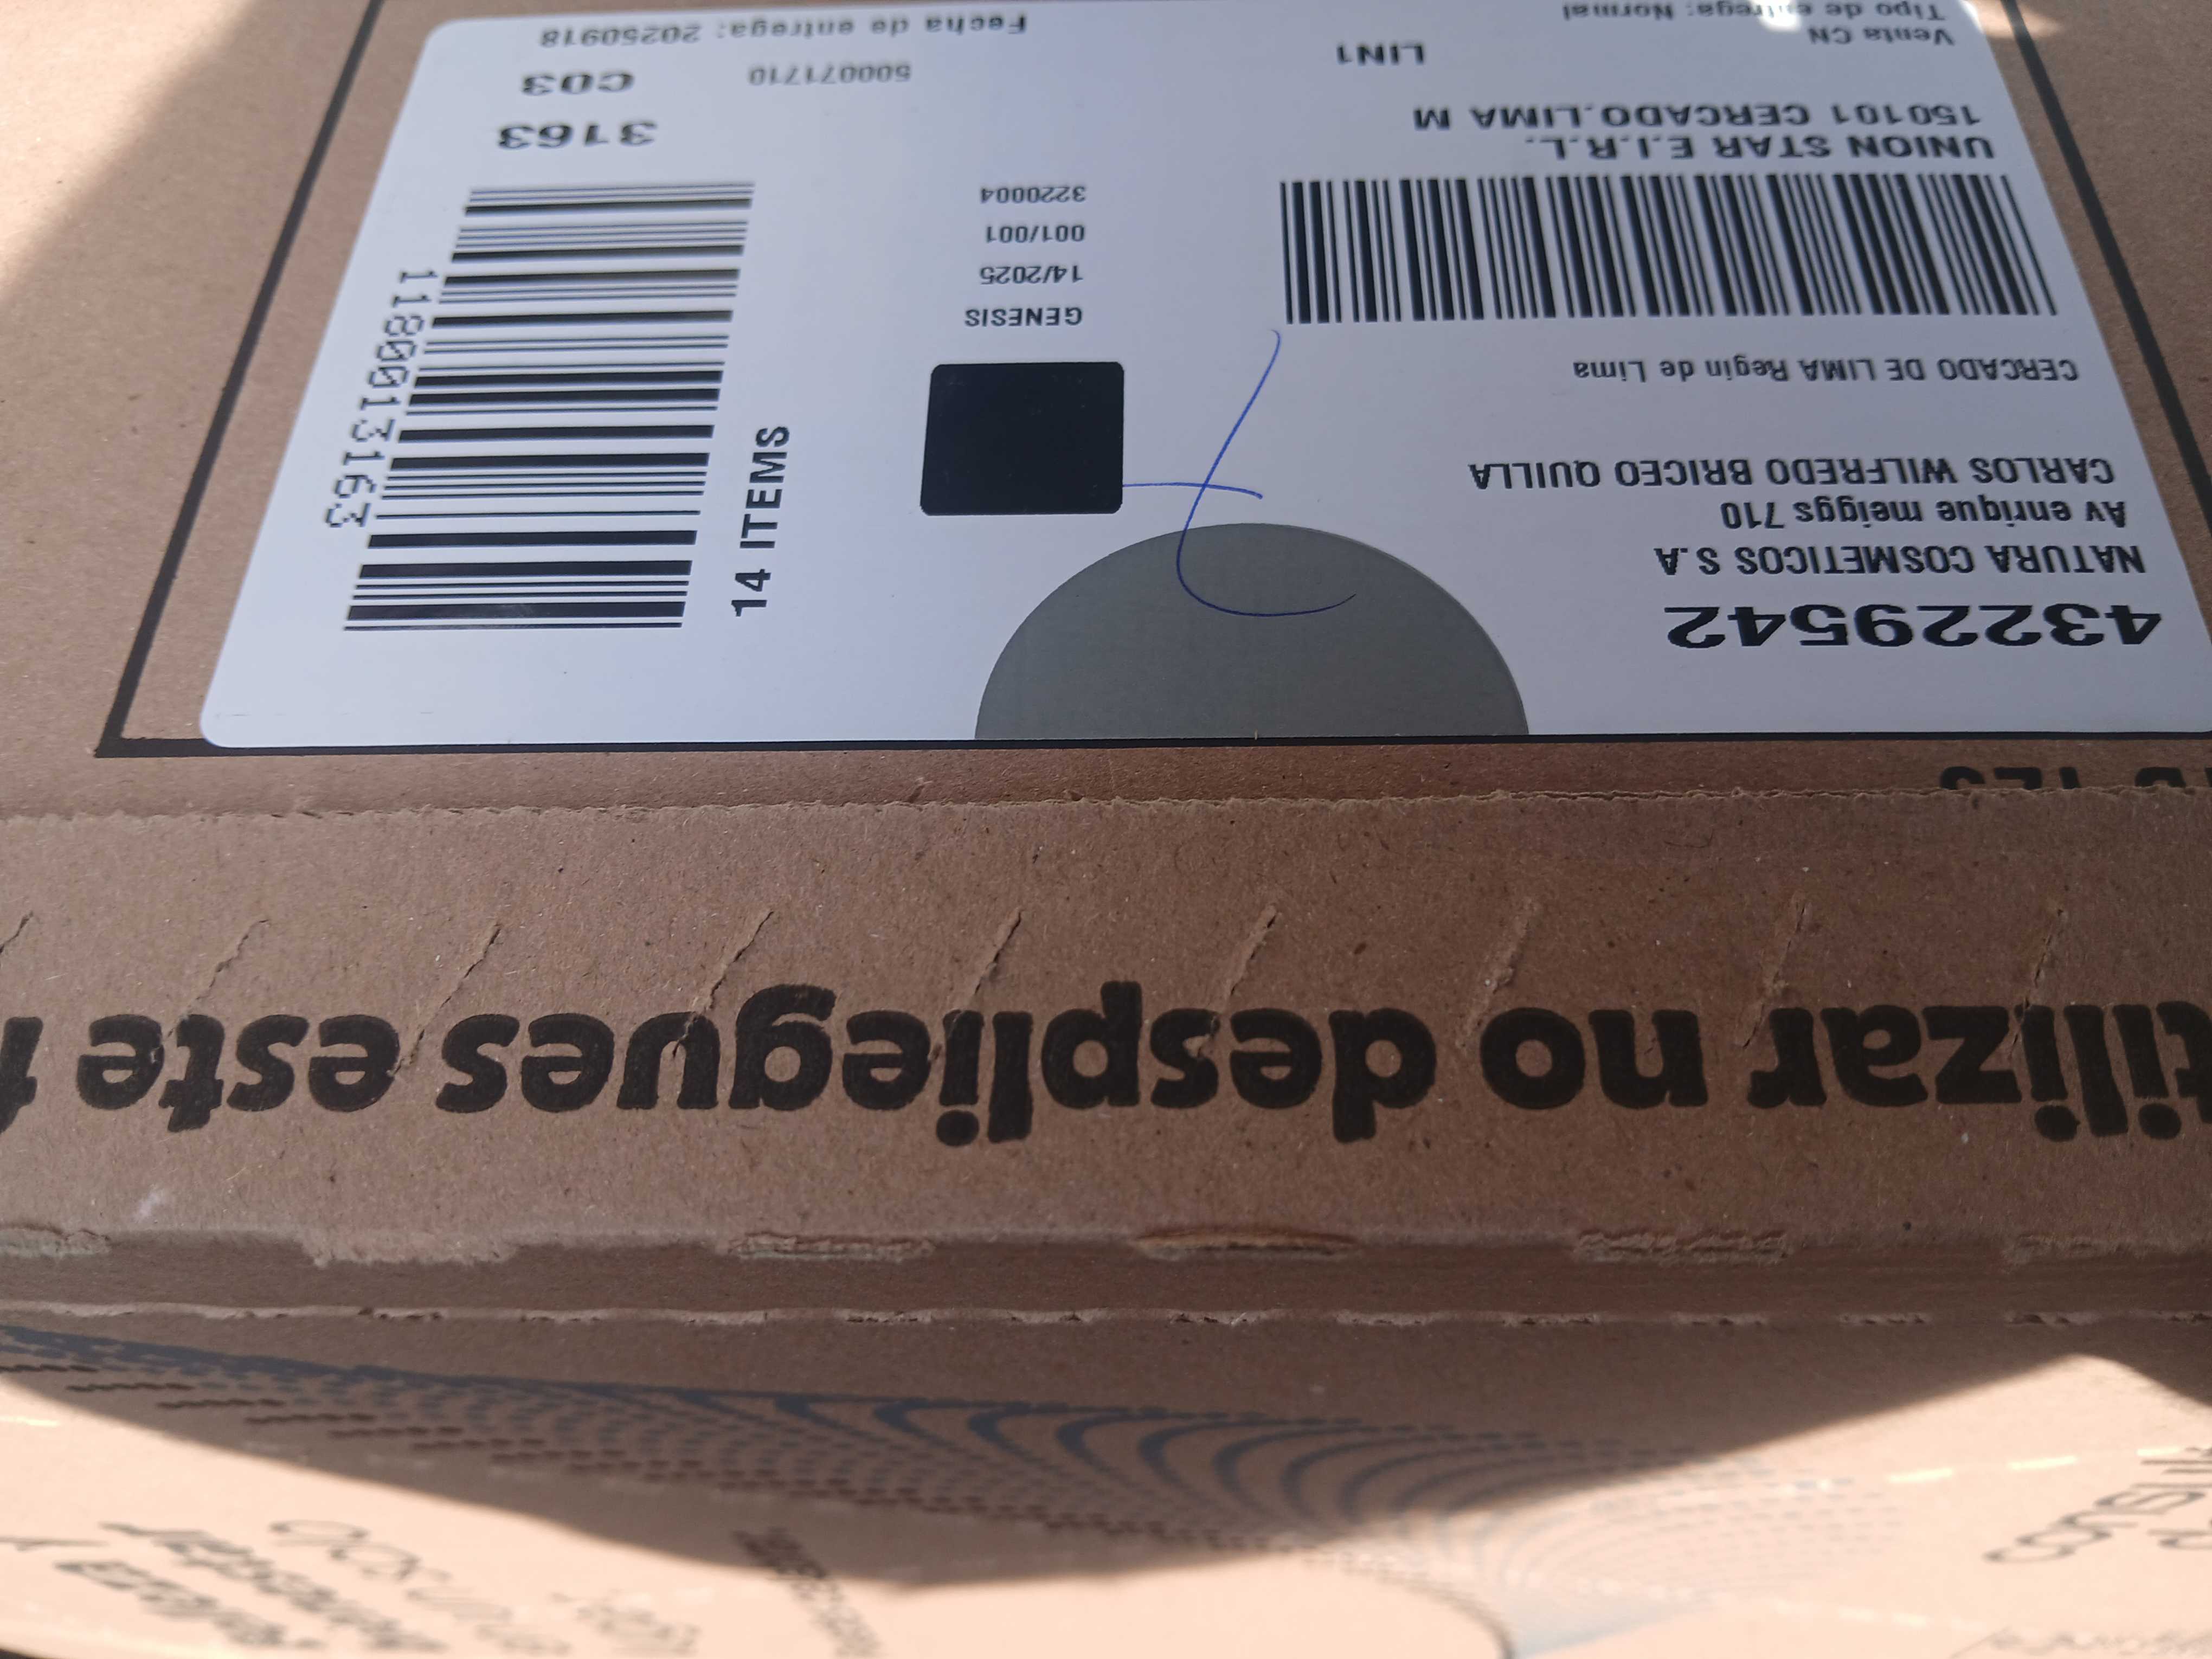 43229542
NATURA COSMETICOS S.A
Av enrique meiggs 710
CARLOS WILFREDO BRICEO QUILLA
CERCADO DE LIMA Regin de Lima
UNION STAR E.I.R.L.
150101 CERCADO.LIMA M
LIN1
Venta CN
Tipo de entrega: Normal
14 ITEMS
GENESIS
14/2025
001/001
3220004
1180013163
3163
C03
500071710
Fecha de entrega: 20250918
tilizar no despliegues este